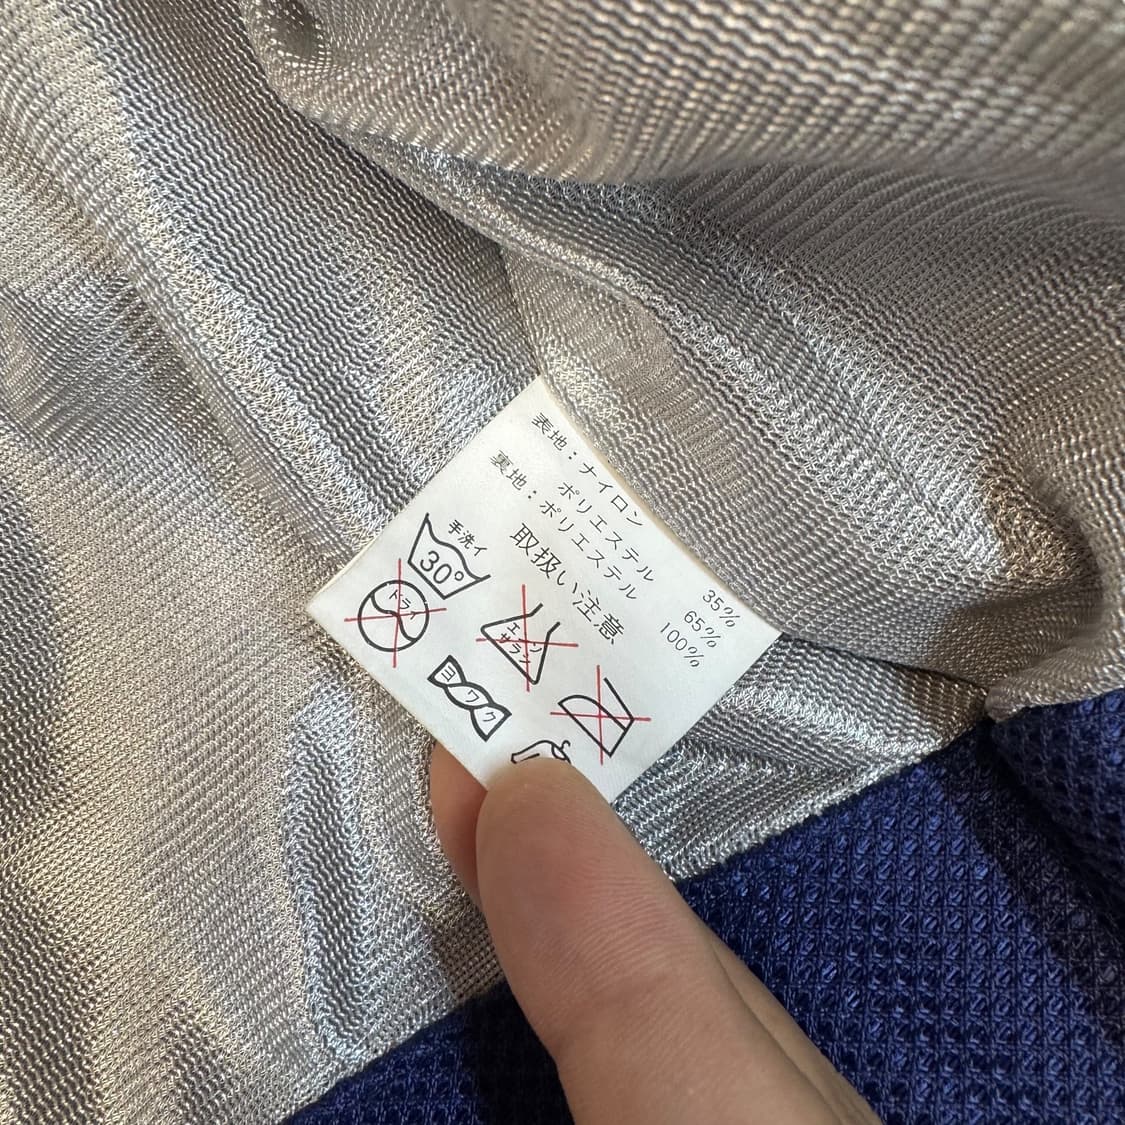 表地：ナイロン 35%
ポリエステル 65%
裏地：ポリエステル 100%
取扱い注意
手洗イ
30°
ドライ
エンソ
サラシ
ヨワク